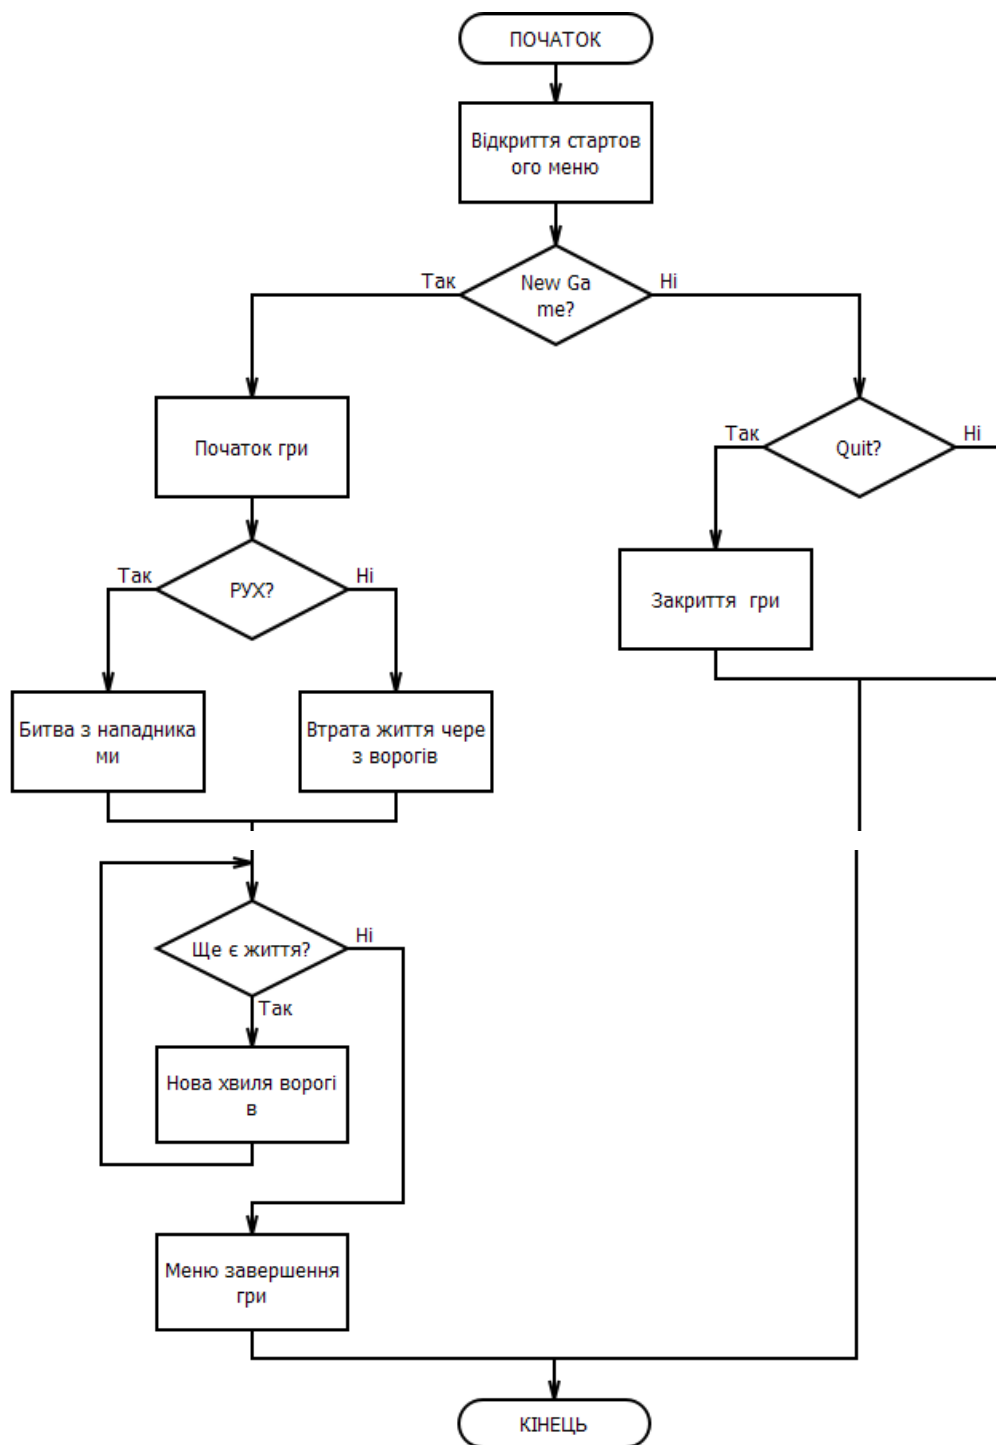 ПОЧАТОК
Відкриття стартов
ого меню
New Ga
me?
Так
Ні
Початок гри
Quit?
Так
Ні
РУХ?
Так
Ні
Закриття гри
Битва з нападника
ми
Втрата життя чере
з ворогів
Ще є життя?
Ні
Так
Нова хвиля ворогі
в
Меню завершення
гри
КІНЕЦЬ